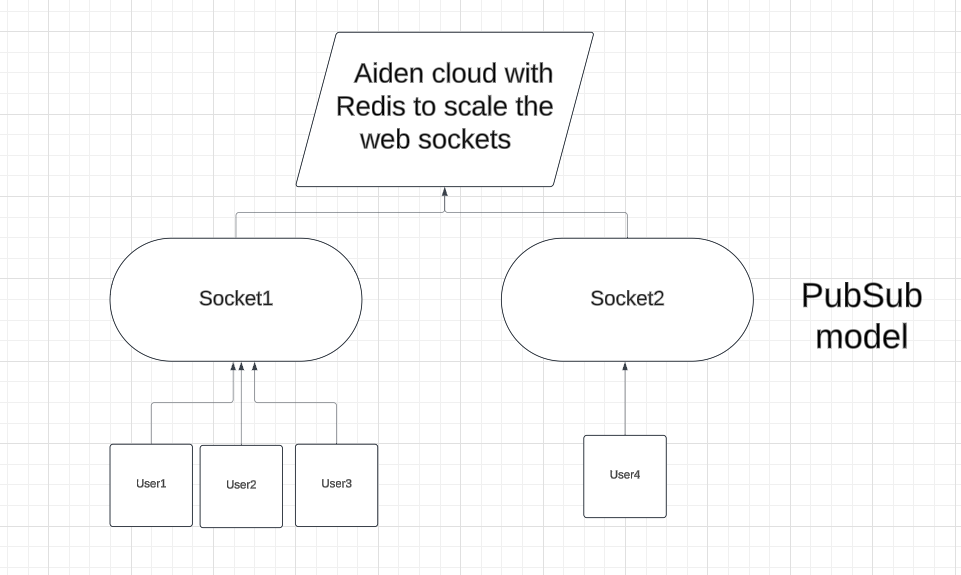 Aiden cloud with
Redis to scale the
web sockets
Socket1
Socket2
PubSub
model
User1
User2
User3
User4